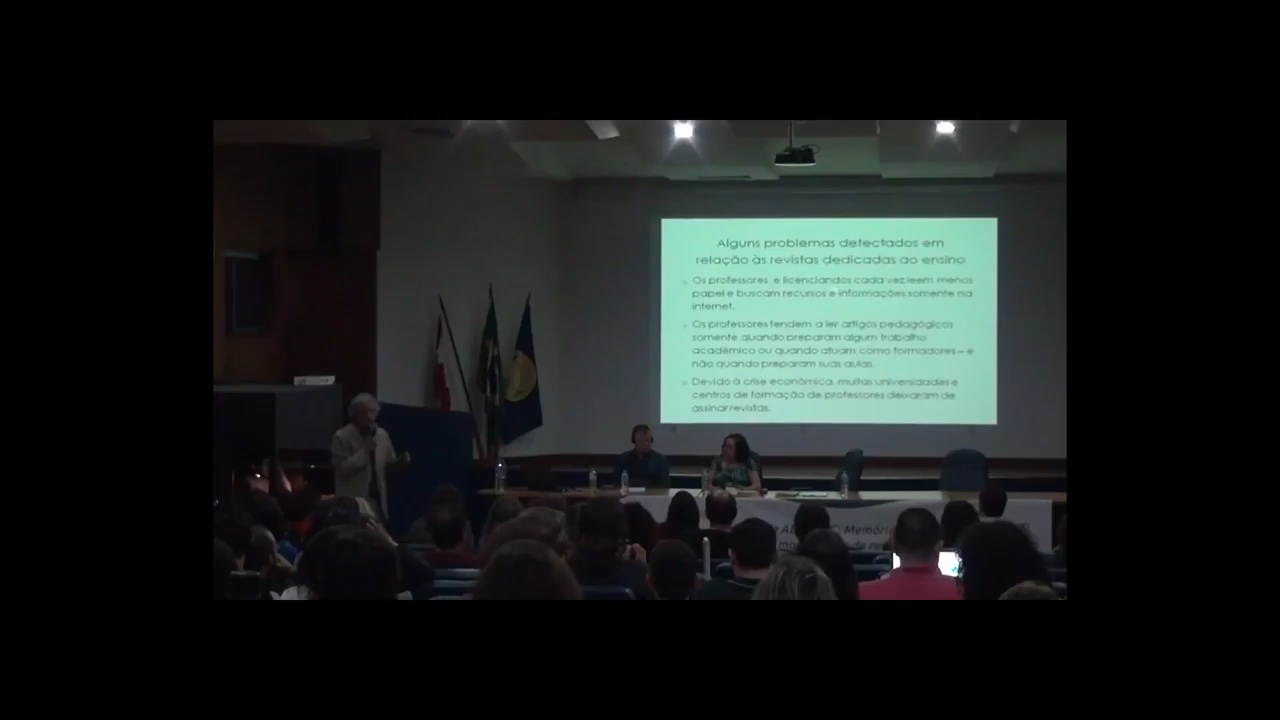 Alguns problemas detectados em
relação às revistas dedicadas ao ensino
Os professores e licenciandos cada vez leem menos
papel e buscam recursos e informações somente na
internet.
Os professores tendem a ler artigos pedagógicos
somente quando preparam algum trabalho
acadêmico ou quando atuam como formadores – e
não quando preparam suas aulas.
Devido à crise econômica, muitas universidades e
centros de formação de professores deixaram de
assinar revistas.
Memóri
de